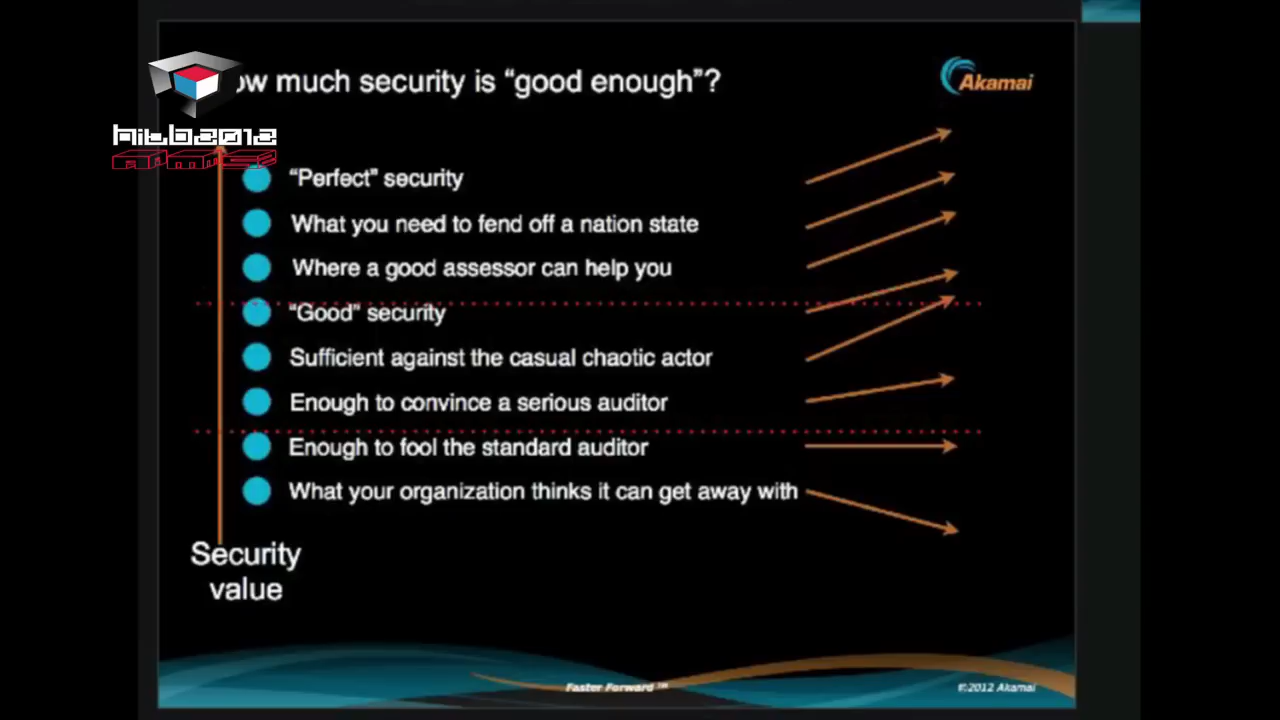 ow much security is “good enough”?
Akamai
HITB2012
AMS
“Perfect” security
What you need to fend off a nation state
Where a good assessor can help you
“Good” security
Sufficient against the casual chaotic actor
Enough to convince a serious auditor
Enough to fool the standard auditor
What your organization thinks it can get away with
Security
value
Faster Forward™
©2012 Akamai